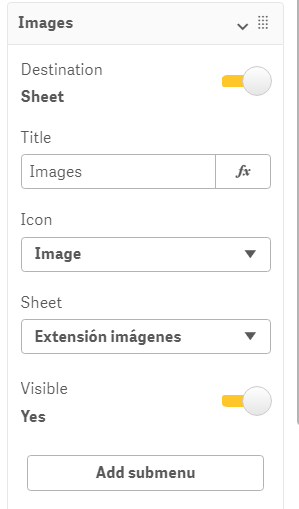 Images
Destination
Sheet
Title
Images
fx
Icon
Image
Sheet
Extensión imágenes
Visible
Yes
Add submenu